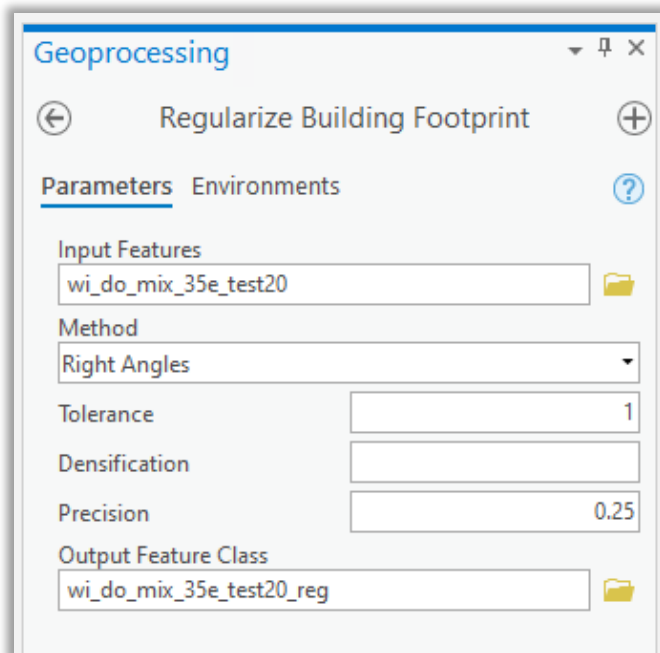 Geoprocessing
Regularize Building Footprint
Parameters Environments
Input Features
wi_do_mix_35e_test20
Method
Right Angles
Tolerance 1
Densification
Precision 0.25
Output Feature Class
wi_do_mix_35e_test20_reg